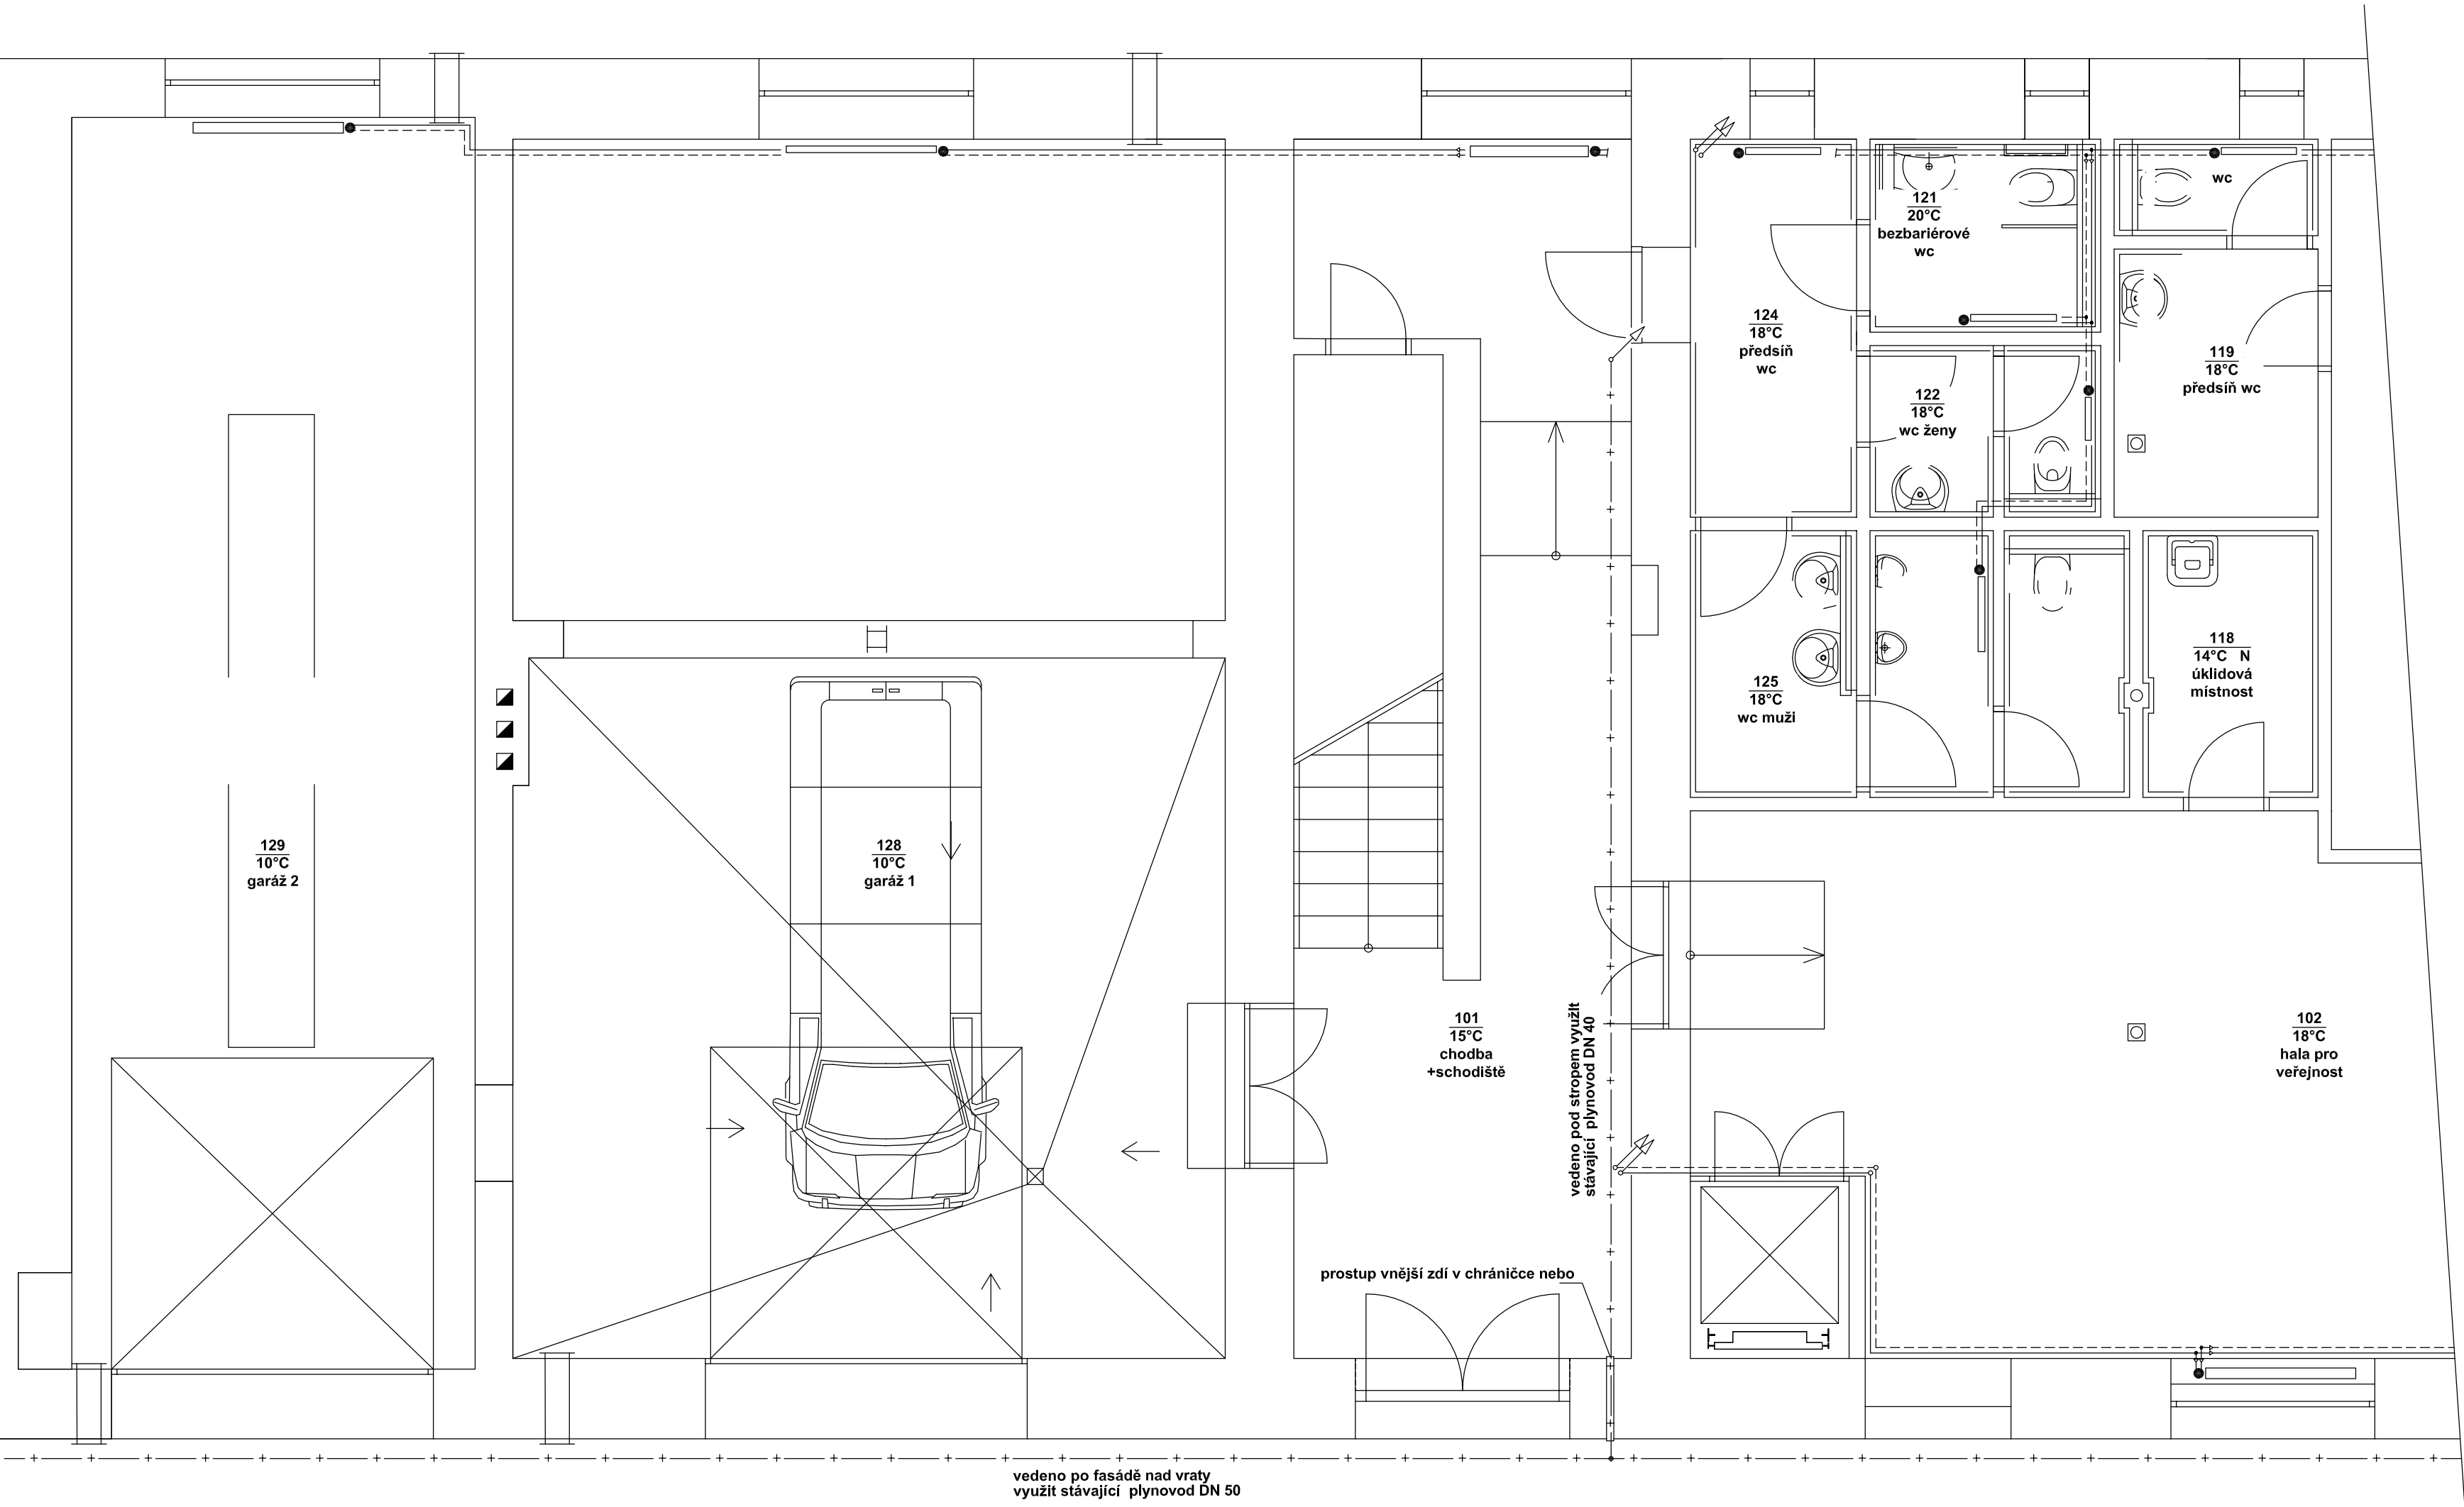 wc
121
20°C
bezbariérové
wc
124
18°C
předsíň
wc
119
18°C
předsíň wc
122
18°C
wc ženy
118
14°C N
úklidová
místnost
125
18°C
wc muži
129
10°C
garáž 2
128
10°C
garáž 1
101
15°C
chodba
+schodiště
vedeno pod stropem využit
stávající plynovod DN 40
102
18°C
hala pro
veřejnost
prostup vnější zdí v chráničce nebo
vedeno po fasádě nad vraty
využit stávající plynovod DN 50